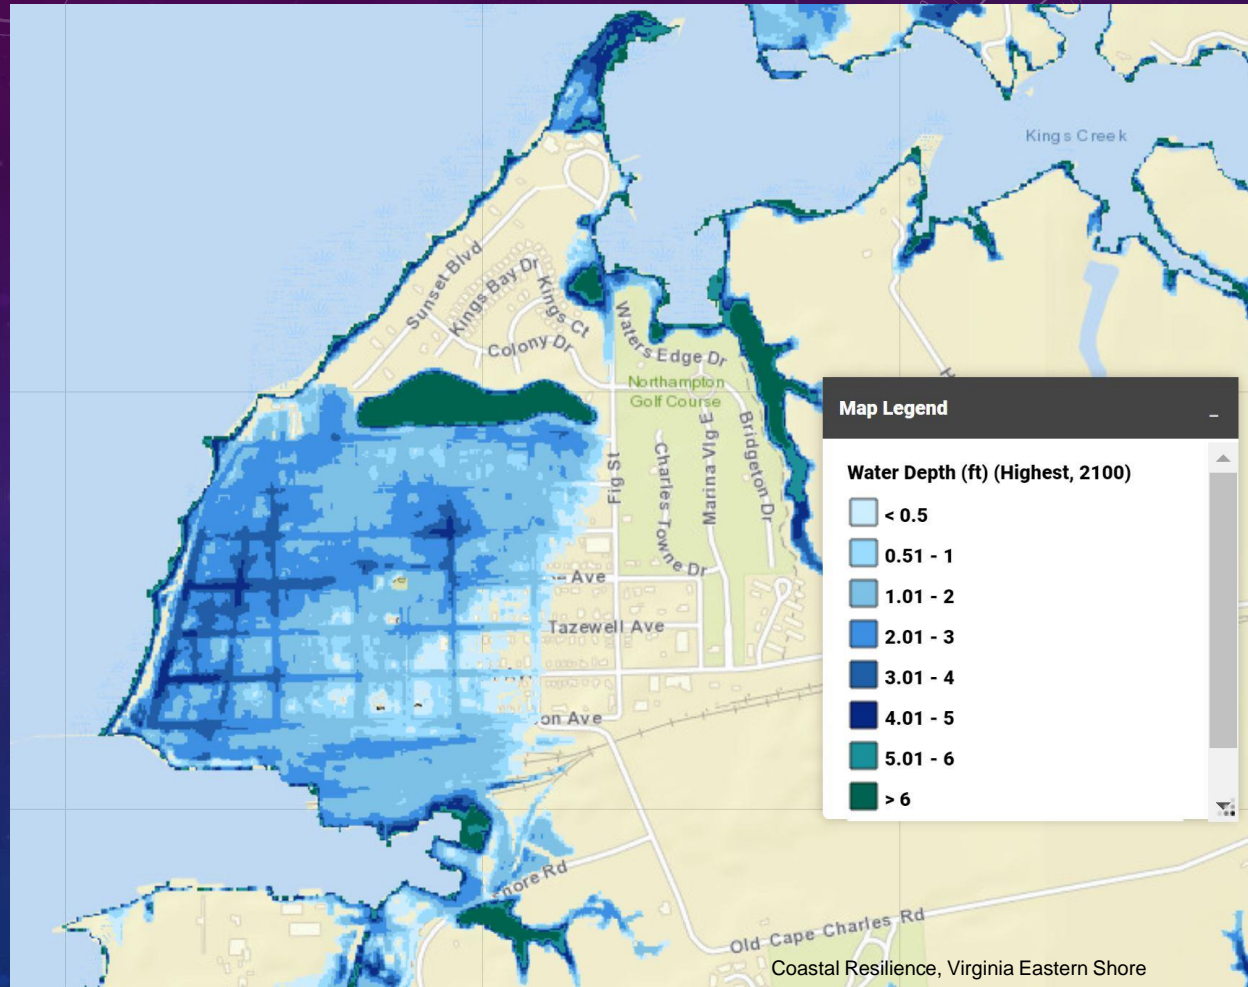 Kings Creek
Sunset Blvd
Kings Bay Dr
Kings Ct
Colony Dr
Waters Edge Dr
Northampton
Golf Course
Fig St
Charles Towne Dr
Marina Vlg E
Bridgeton Dr
Ave
Tazewell Ave
on Ave
hore Rd
Old Cape Charles Rd
Map Legend
Water Depth (ft) (Highest, 2100)
< 0.5
0.51 - 1
1.01 - 2
2.01 - 3
3.01 - 4
4.01 - 5
5.01 - 6
> 6
Coastal Resilience, Virginia Eastern Shore